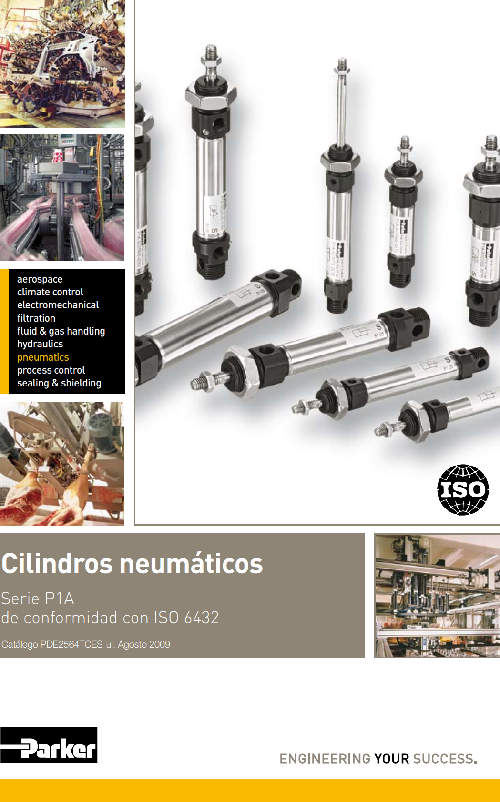 aerospace
climate control
electromechanical
filtration
fluid & gas handling
hydraulics
pneumatics
process control
sealing & shielding
ISO
Cilindros neumáticos
Serie P1A
de conformidad con ISO 6432
Catálogo PDE2564TCES-ul Agosto 2009
Parker
ENGINEERING YOUR SUCCESS.